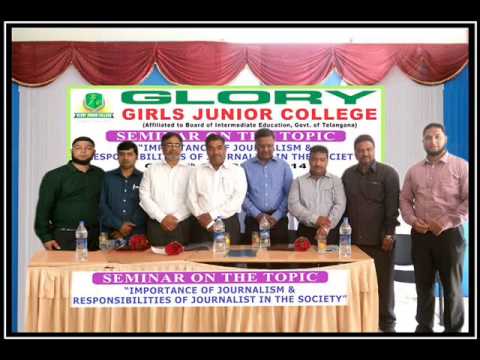 GLORY
GIRLS JUNIOR COLLEGE
(Affiliated to Board of Intermediate Education, Govt. of Telangana)
SEMINAR ON THE TOPIC
"IMPORTANCE OF JOURNALISM &
RESPONSIBILITIES OF JOURNALIST IN THE SOCIETY
SEMINAR ON THE TOPIC
"IMPORTANCE OF JOURNALISM &
RESPONSIBILITIES OF JOURNALIST IN THE SOCIETY"